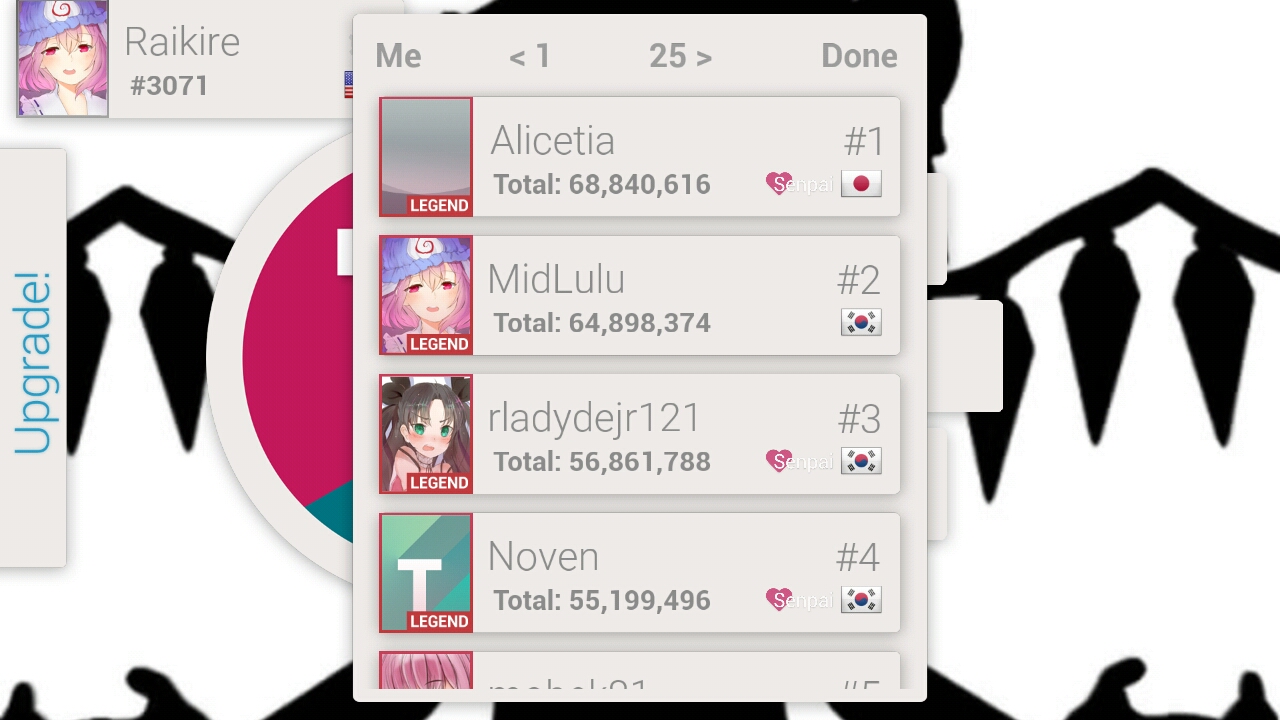 Raikire
#3071
Upgrade!
Me < 1 25 > Done
Alicetia #1
Total: 68,840,616 Senpai
LEGEND
MidLulu #2
Total: 64,898,374
LEGEND
rladydejr121 #3
Total: 56,861,788 Senpai
LEGEND
Noven #4
Total: 55,199,496 Senpai
T
LEGEND
#5